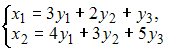 x₁ = 3y₁ + 2y₂ + y₃,
x₂ = 4y₁ + 3y₂ + 5y₃